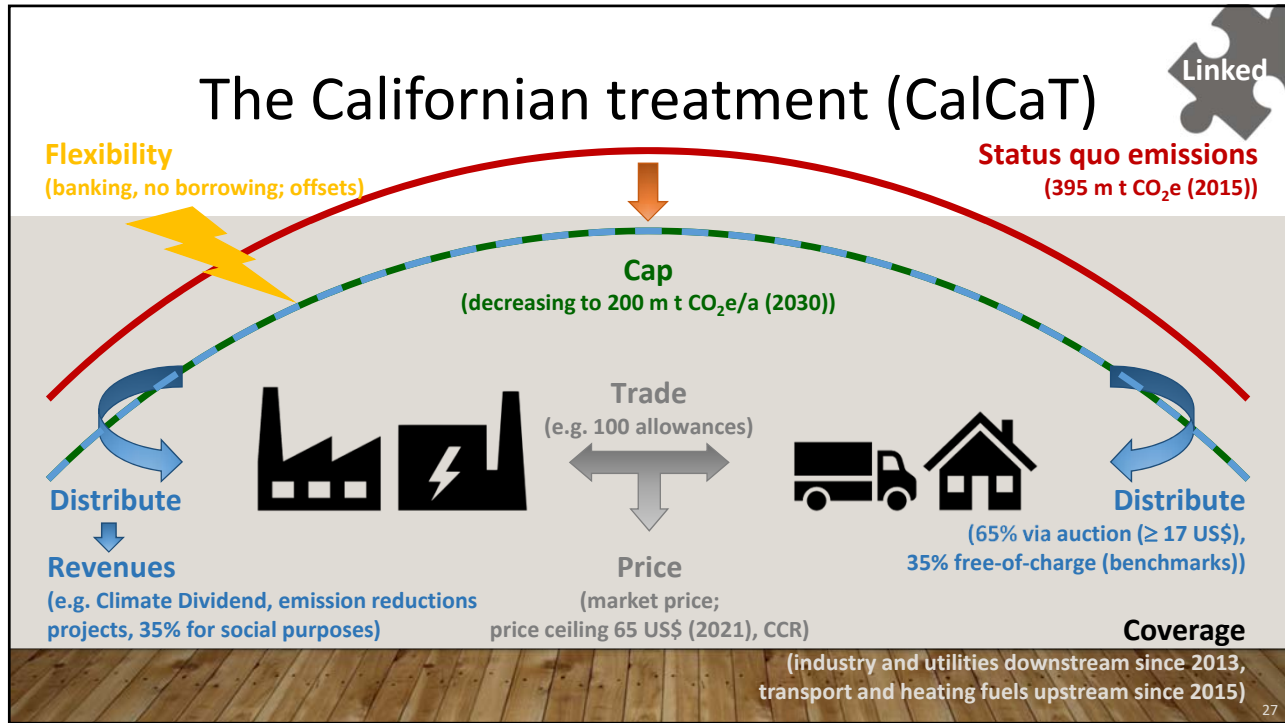 Linked
The Californian treatment (CalCaT)
Flexibility
(banking, no borrowing; offsets)
Status quo emissions
(395 m t CO₂e (2015))
Cap
(decreasing to 200 m t CO₂e/a (2030))
Trade
(e.g. 100 allowances)
Distribute
Revenues
(e.g. Climate Dividend, emission reductions
projects, 35% for social purposes)
Price
(market price;
price ceiling 65 US$ (2021), CCR)
Distribute
(65% via auction (≥ 17 US$),
35% free-of-charge (benchmarks))
Coverage
(industry and utilities downstream since 2013,
transport and heating fuels upstream since 2015)
27